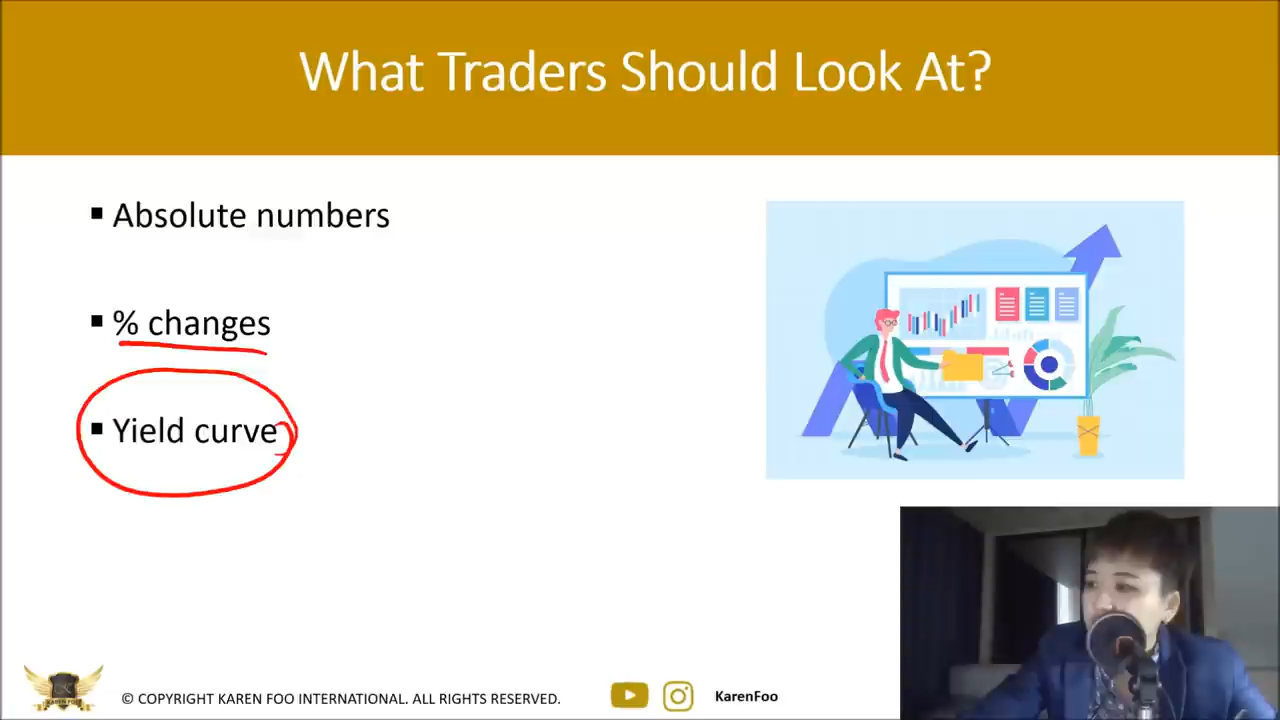 What Traders Should Look At?
Absolute numbers
% changes
Yield curve
© COPYRIGHT KAREN FOO INTERNATIONAL. ALL RIGHTS RESERVED.
KarenFoo